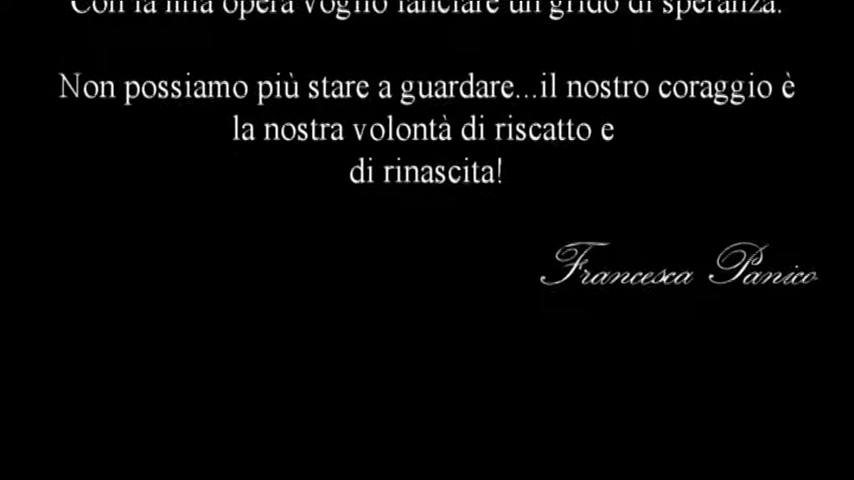 Con la mia opera voglio lanciare un grido di speranza.
Non possiamo più stare a guardare...il nostro coraggio è
la nostra volontà di riscatto e
di rinascita!
Francesca Panico